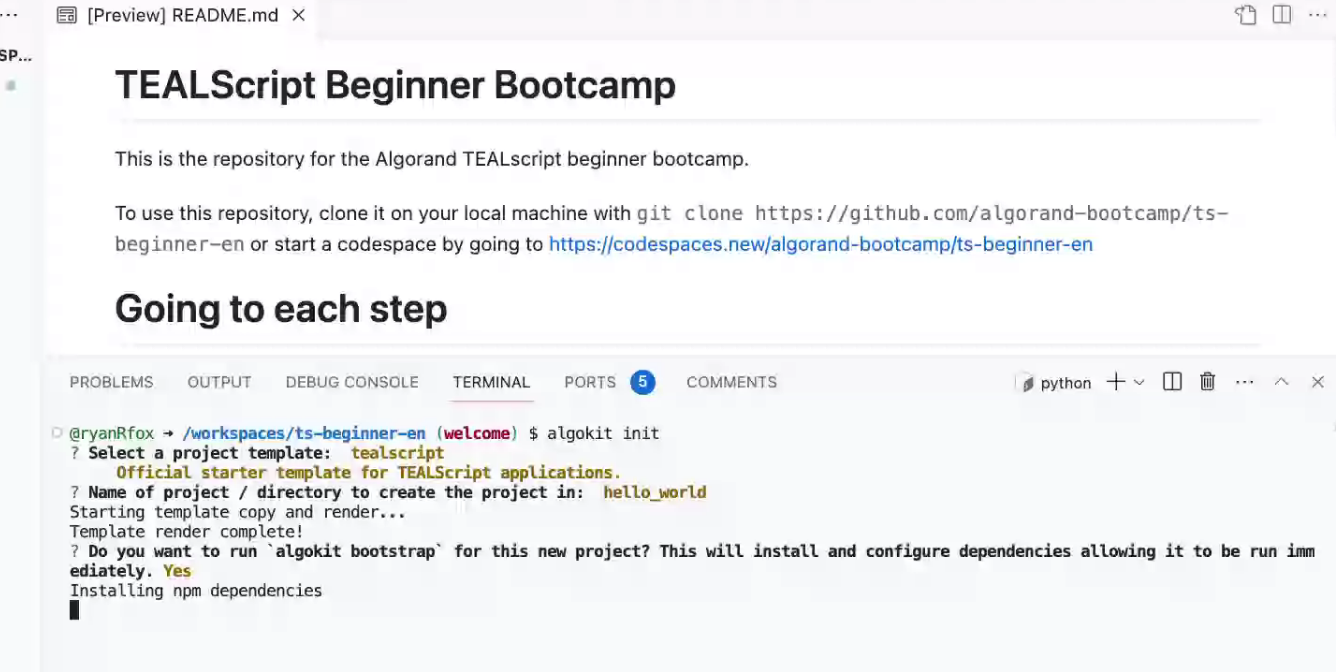 [Preview] README.md
SP...
TEALScript Beginner Bootcamp
This is the repository for the Algorand TEALscript beginner bootcamp.
To use this repository, clone it on your local machine with git clone https://github.com/algorand-bootcamp/ts-
beginner-en or start a codespace by going to https://codespaces.new/algorand-bootcamp/ts-beginner-en
Going to each step
PROBLEMS OUTPUT DEBUG CONSOLE TERMINAL PORTS 5 COMMENTS python
@ryanRfox → /workspaces/ts-beginner-en (welcome) $ algokit init
? Select a project template: tealscript
Official starter template for TEALScript applications.
? Name of project / directory to create the project in: hello_world
Starting template copy and render...
Template render complete!
? Do you want to run `algokit bootstrap` for this new project? This will install and configure dependencies allowing it to be run imm
ediately. Yes
Installing npm dependencies